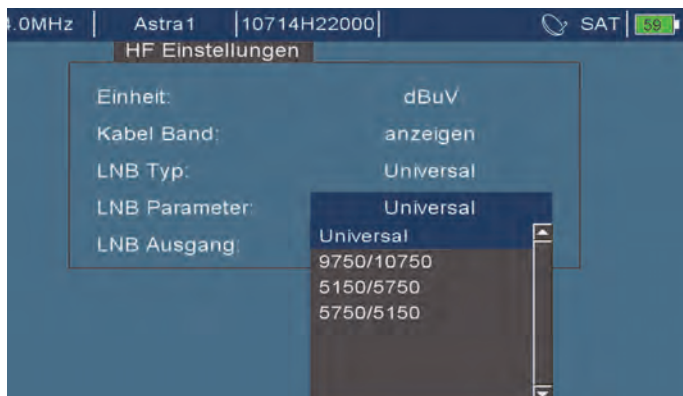 4.0MHz | Astra1 |10714H22000| SAT| 59
HF Einstellungen
Einheit: dBuV
Kabel Band: anzeigen
LNB Typ: Universal
LNB Parameter: Universal
LNB Ausgang:
Universal
9750/10750
5150/5750
5750/5150